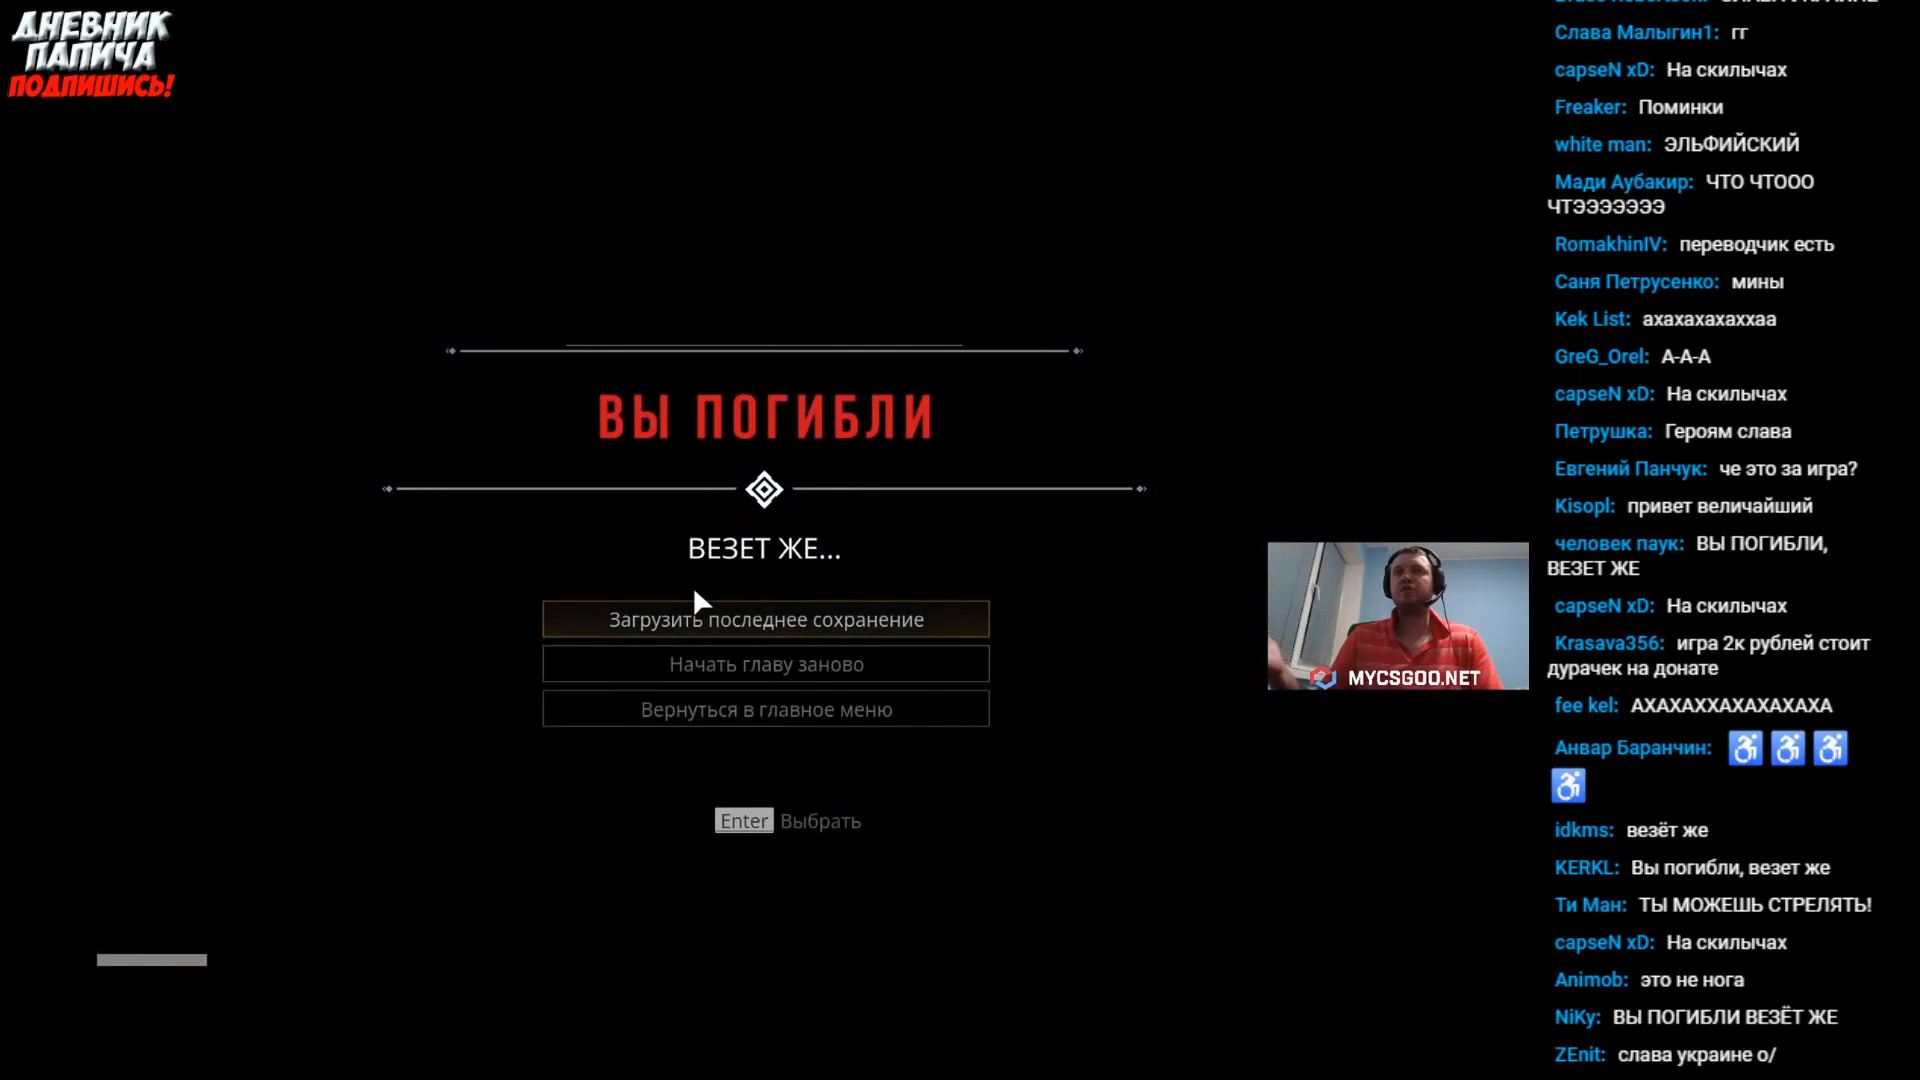 ДНЕВНИК
ПАПИЧА
ПОДПИШИСЬ!
ВЫ ПОГИБЛИ
ВЕЗЕТ ЖЕ...
Загрузить последнее сохранение
Начать главу заново
Вернуться в главное меню
Enter Выбрать
MYCSGOO.NET
Слава Малыгин1: гг
capseN xD: На скилычах
Freaker: Поминки
white man: ЭЛЬФИЙСКИЙ
Мади Аубакир: ЧТО ЧТООО
ЧТЭЭЭЭЭЭЭ
RomakhinIV: переводчик есть
Саня Петрусенко: мины
Kek List: ахахахахаххаа
GreG_Orel: А-А-А
capseN xD: На скилычах
Петрушка: Героям слава
Евгений Панчук: че это за игра?
Kisopl: привет величайший
человек паук: ВЫ ПОГИБЛИ,
ВЕЗЕТ ЖЕ
capseN xD: На скилычах
Krasava356: игра 2к рублей стоит
дурачек на донате
fee kel: АХАХАХХАХАХАХАХА
Анвар Баранчин:
idkms: везёт же
KERKL: Вы погибли, везет же
Ти Ман: ТЫ МОЖЕШЬ СТРЕЛЯТЬ!
capseN xD: На скилычах
Animob: это не нога
NiKy: ВЫ ПОГИБЛИ ВЕЗЁТ ЖЕ
ZEnit: слава украине o/